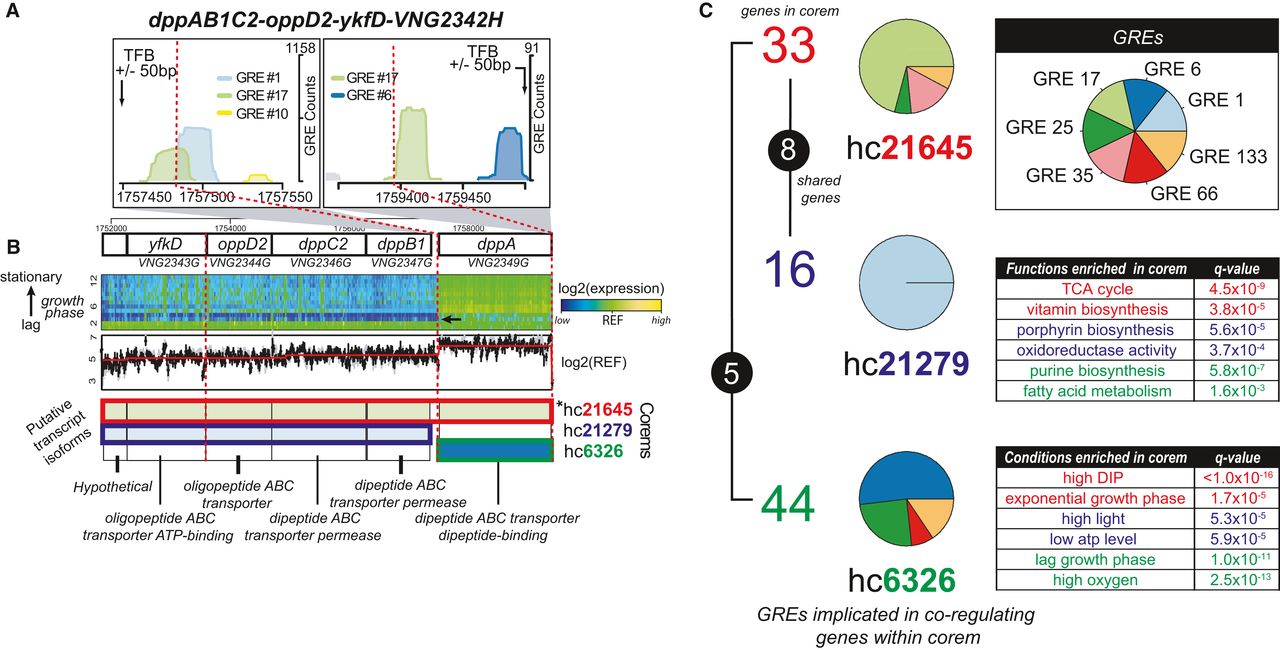 A
dppAB1C2-oppD2-ykfD-VNG2342H
TFB
+/- 50bp
1158
GRE Counts
GRE #1
GRE #17
GRE #10
1757450
1757500
1757550
GRE #17
GRE #6
TFB
+/- 50bp
91
GRE Counts
1759400
1759450
B
1752000
1754000
1756000
1758000
yfkD
oppD2
dppC2
dppB1
dppA
VNG2343G
VNG2344G
VNG2346G
VNG2347G
VNG2349G
stationary
growth
phase
lag
12
6
2
log2(expression)
low
REF
high
7
5
3
log2(REF)
Putative
transcript
isoforms
*hc21645
hc21279
hc6326
Corems
Hypothetical
oligopeptide ABC
transporter ATP-binding
oligopeptide ABC
transporter
dipeptide ABC
transporter permease
dipeptide ABC
transporter permease
dipeptide ABC transporter
dipeptide-binding
C
genes in corem
33
hc21645
8
shared
genes
16
hc21279
5
44
hc6326
GREs implicated in co-regulating
genes within corem
GREs
GRE 17
GRE 6
GRE 1
GRE 25
GRE 133
GRE 35
GRE 66
Functions enriched in corem q-value
TCA cycle 4.5x10-9
vitamin biosynthesis 3.8x10-5
porphyrin biosynthesis 5.6x10-5
oxidoreductase activity 3.7x10-4
purine biosynthesis 5.8x10-7
fatty acid metabolism 1.6x10-3
Conditions enriched in corem q-value
high DIP <1.0x10-16
exponential growth phase 1.7x10-5
high light 5.3x10-5
low atp level 5.9x10-5
lag growth phase 1.0x10-11
high oxygen 2.5x10-13